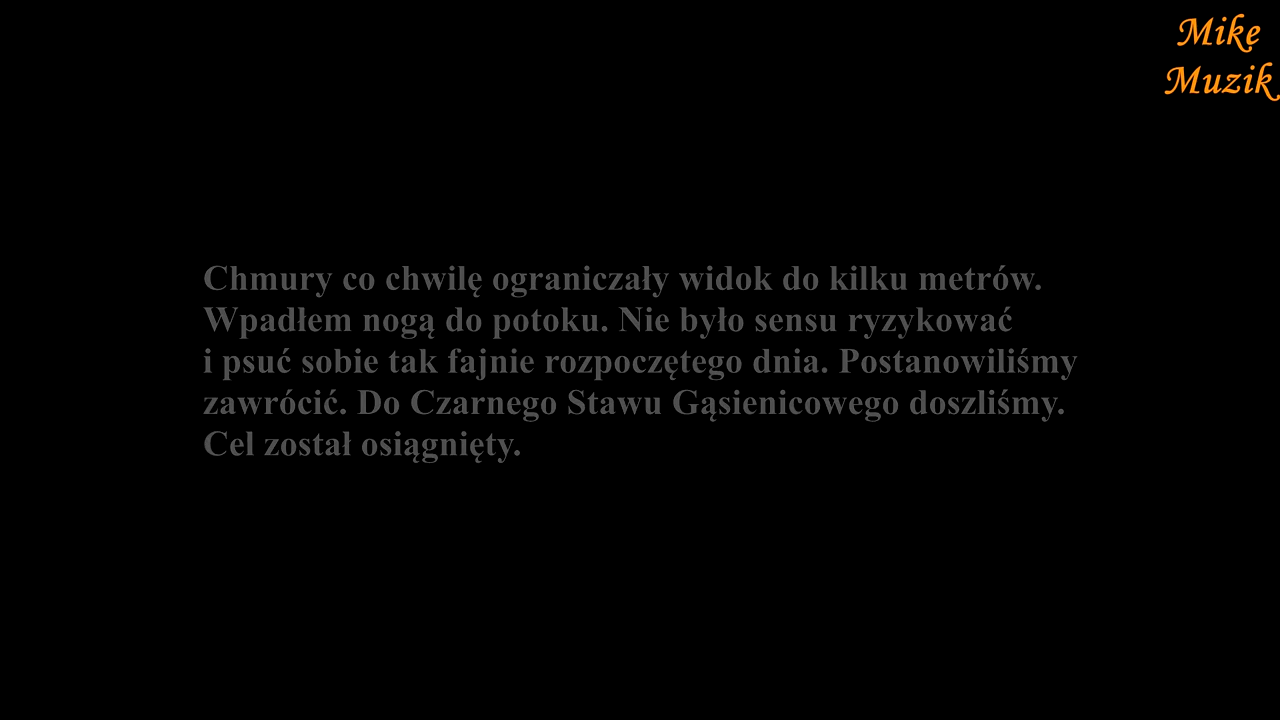 Mike
Muzik
Chmury co chwilę ograniczały widok do kilku metrów.
Wpadłem nogą do potoku. Nie było sensu ryzykować
i psuć sobie tak fajnie rozpoczętego dnia. Postanowiliśmy
zawrócić. Do Czarnego Stawu Gąsienicowego doszliśmy.
Cel został osiągnięty.